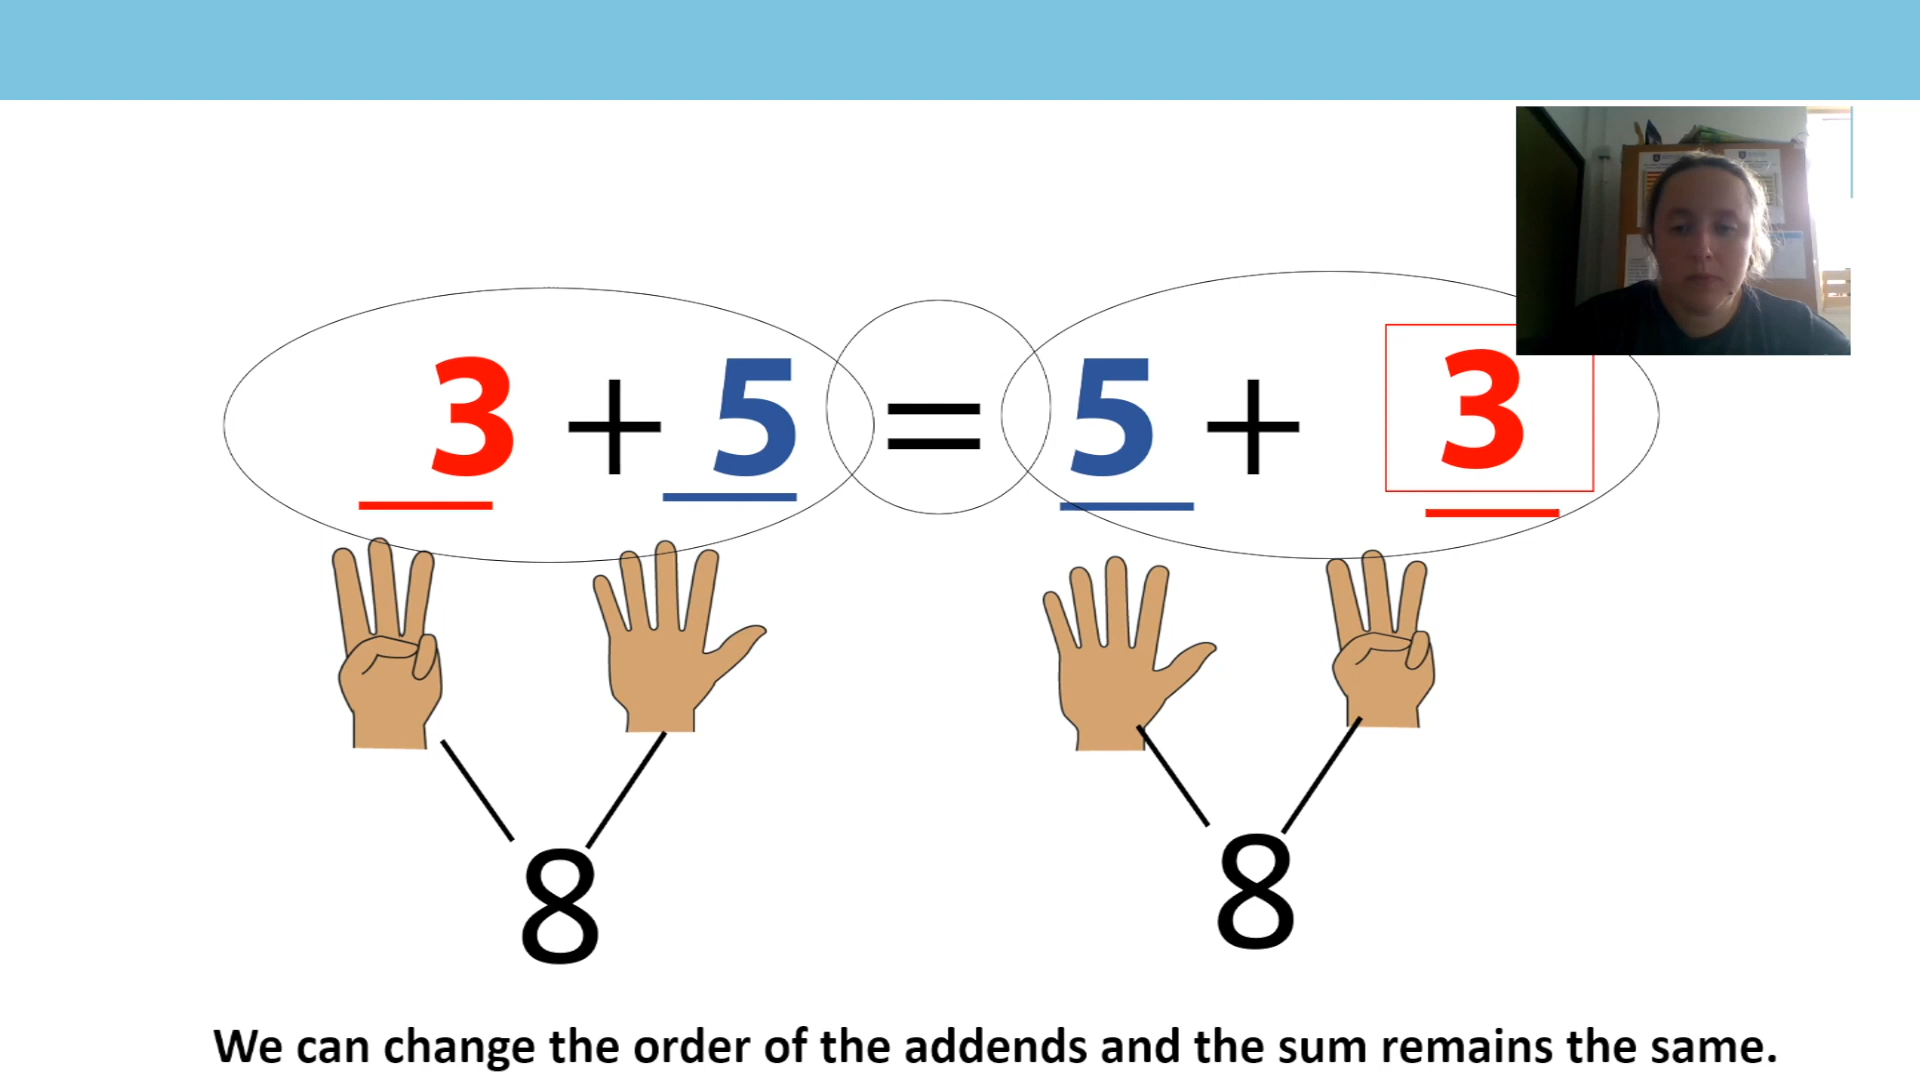 3 + 5 = 5 + 3
8 8
We can change the order of the addends and the sum remains the same.